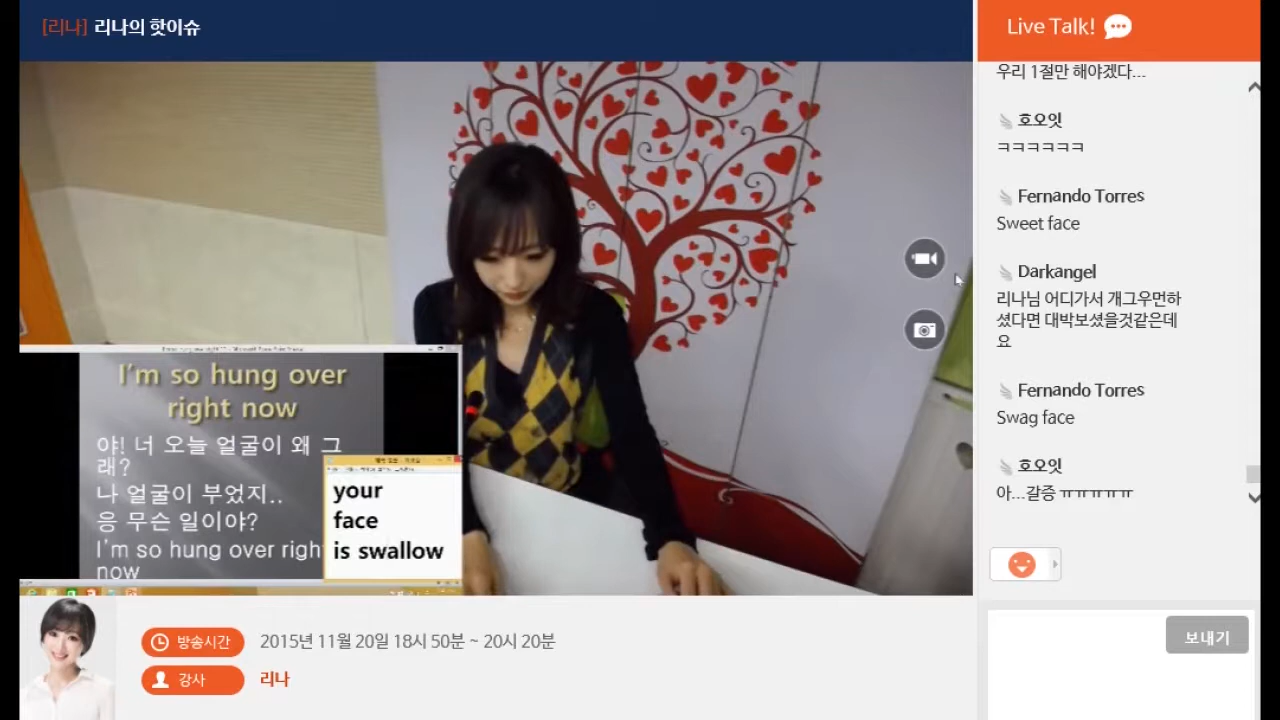 [리나] 리나의 핫이슈
Live Talk!
우리 1절만 해야겠다...
호오잇
ㅋㅋㅋㅋㅋㅋ
Fernando Torres
Sweet face
Darkangel
리나님 어디가서 개그우먼하
셨다면 대박보셨을것같은데
요
Fernando Torres
Swag face
호오잇
아...갈증 ㅠㅠㅠㅠㅠ
보내기
I'm so hung over
right now
야! 너 오늘 얼굴이 왜 그
래?
나 얼굴이 부었지..
응 무슨 일이야?
I'm so hung over righ
now
your
face
is swallow
방송시간 2015년 11월 20일 18시 50분 ~ 20시 20분
강사 리나